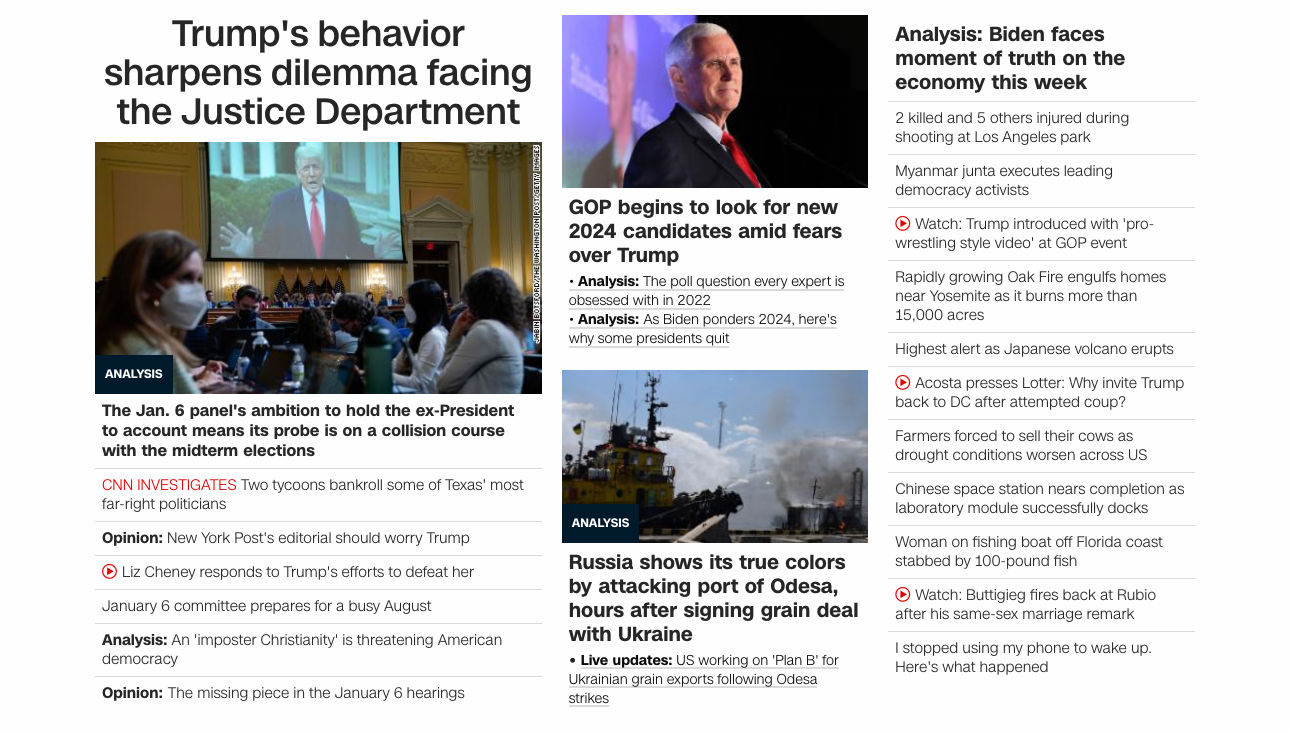 Trump's behavior
sharpens dilemma facing
the Justice Department
JABIN BOTSFORD/THE WASHINGTON POST/GETTY IMAGES
ANALYSIS
The Jan. 6 panel's ambition to hold the ex-President
to account means its probe is on a collision course
with the midterm elections
CNN INVESTIGATES Two tycoons bankroll some of Texas' most
far-right politicians
Opinion: New York Post's editorial should worry Trump
Liz Cheney responds to Trump's efforts to defeat her
January 6 committee prepares for a busy August
Analysis: An 'imposter Christianity' is threatening American
democracy
Opinion: The missing piece in the January 6 hearings
GOP begins to look for new
2024 candidates amid fears
over Trump
• Analysis: The poll question every expert is
obsessed with in 2022
• Analysis: As Biden ponders 2024, here's
why some presidents quit
ANALYSIS
Russia shows its true colors
by attacking port of Odesa,
hours after signing grain deal
with Ukraine
• Live updates: US working on 'Plan B' for
Ukrainian grain exports following Odesa
strikes
Analysis: Biden faces
moment of truth on the
economy this week
2 killed and 5 others injured during
shooting at Los Angeles park
Myanmar junta executes leading
democracy activists
Watch: Trump introduced with 'pro-
wrestling style video' at GOP event
Rapidly growing Oak Fire engulfs homes
near Yosemite as it burns more than
15,000 acres
Highest alert as Japanese volcano erupts
Acosta presses Lotter: Why invite Trump
back to DC after attempted coup?
Farmers forced to sell their cows as
drought conditions worsen across US
Chinese space station nears completion as
laboratory module successfully docks
Woman on fishing boat off Florida coast
stabbed by 100-pound fish
Watch: Buttigieg fires back at Rubio
after his same-sex marriage remark
I stopped using my phone to wake up.
Here's what happened